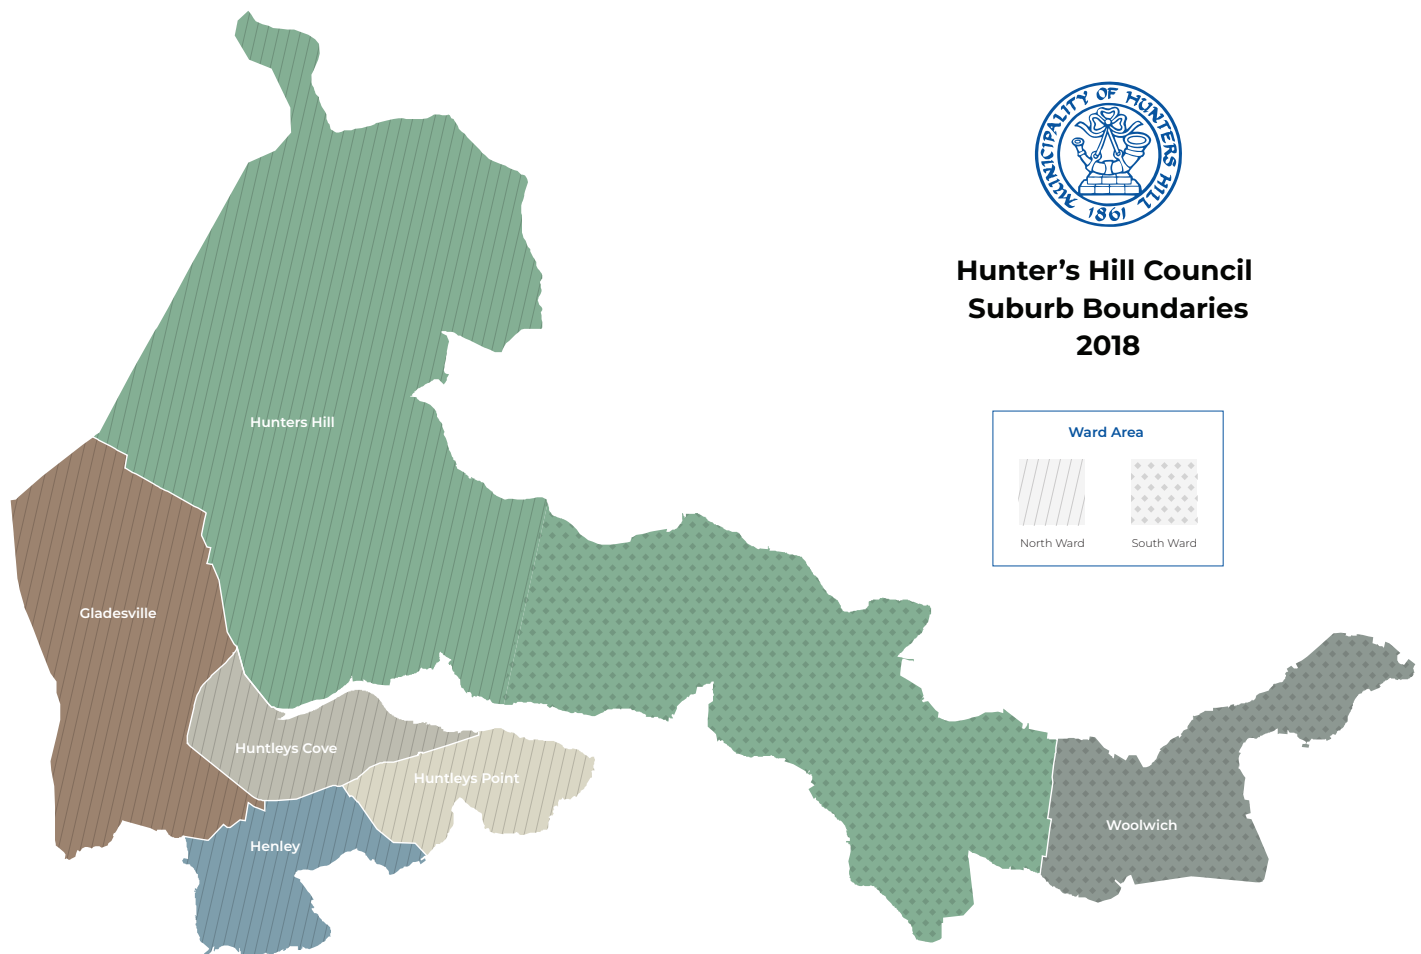 MUNICIPALITY OF HUNTERS HILL
1861
Hunter’s Hill Council
Suburb Boundaries
2018
Ward Area
North Ward
South Ward
Hunters Hill
Gladesville
Huntleys Cove
Huntleys Point
Henley
Woolwich